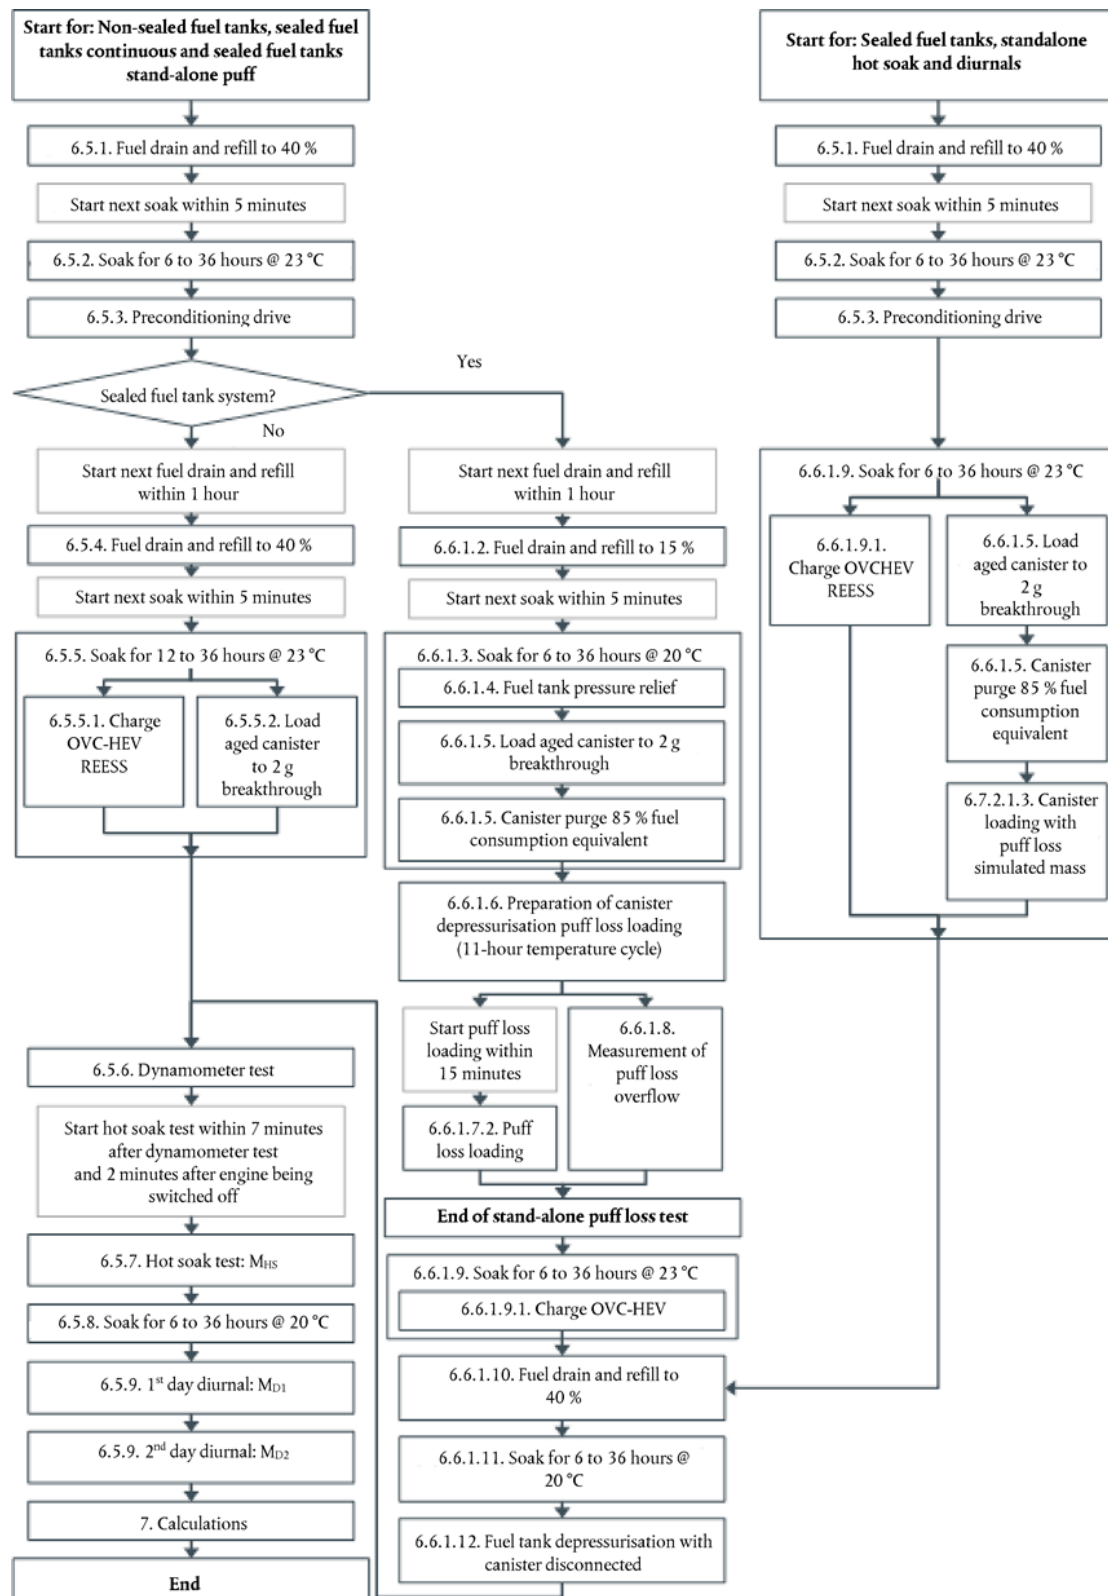 Start for: Non-sealed fuel tanks, sealed fuel
tanks continuous and sealed fuel tanks
stand-alone puff
6.5.1. Fuel drain and refill to 40 %
Start next soak within 5 minutes
6.5.2. Soak for 6 to 36 hours @ 23 °C
6.5.3. Preconditioning drive
Sealed fuel tank system?
Yes
No
Start next fuel drain and refill
within 1 hour
6.5.4. Fuel drain and refill to 40 %
Start next soak within 5 minutes
6.5.5. Soak for 12 to 36 hours @ 23 °C
6.5.5.1. Charge
OVC-HEV
REESS
6.5.5.2. Load
aged canister
to 2 g
breakthrough
6.5.6. Dynamometer test
Start hot soak test within 7 minutes
after dynamometer test
and 2 minutes after engine being
switched off
6.5.7. Hot soak test: MHS
6.5.8. Soak for 6 to 36 hours @ 20 °C
6.5.9. 1st day diurnal: MD1
6.5.9. 2nd day diurnal: MD2
7. Calculations
End
Start next fuel drain and refill
within 1 hour
6.6.1.2. Fuel drain and refill to 15 %
Start next soak within 5 minutes
6.6.1.3. Soak for 6 to 36 hours @ 20 °C
6.6.1.4. Fuel tank pressure relief
6.6.1.5. Load aged canister to 2 g
breakthrough
6.6.1.5. Canister purge 85 % fuel
consumption equivalent
6.6.1.6. Preparation of canister
depressurisation puff loss loading
(11-hour temperature cycle)
Start puff loss
loading within
15 minutes
6.6.1.7.2. Puff
loss loading
6.6.1.8.
Measurement of
puff loss
overflow
End of stand-alone puff loss test
6.6.1.9. Soak for 6 to 36 hours @ 23 °C
6.6.1.9.1. Charge OVC-HEV
6.6.1.10. Fuel drain and refill to
40 %
6.6.1.11. Soak for 6 to 36 hours @
20 °C
6.6.1.12. Fuel tank depressurisation with
canister disconnected
Start for: Sealed fuel tanks, standalone
hot soak and diurnals
6.5.1. Fuel drain and refill to 40 %
Start next soak within 5 minutes
6.5.2. Soak for 6 to 36 hours @ 23 °C
6.5.3. Preconditioning drive
6.6.1.9. Soak for 6 to 36 hours @ 23 °C
6.6.1.9.1.
Charge OVCHEV
REESS
6.6.1.5. Load
aged canister to
2 g
breakthrough
6.6.1.5. Canister
purge 85 % fuel
consumption
equivalent
6.7.2.1.3. Canister
loading with
puff loss
simulated mass